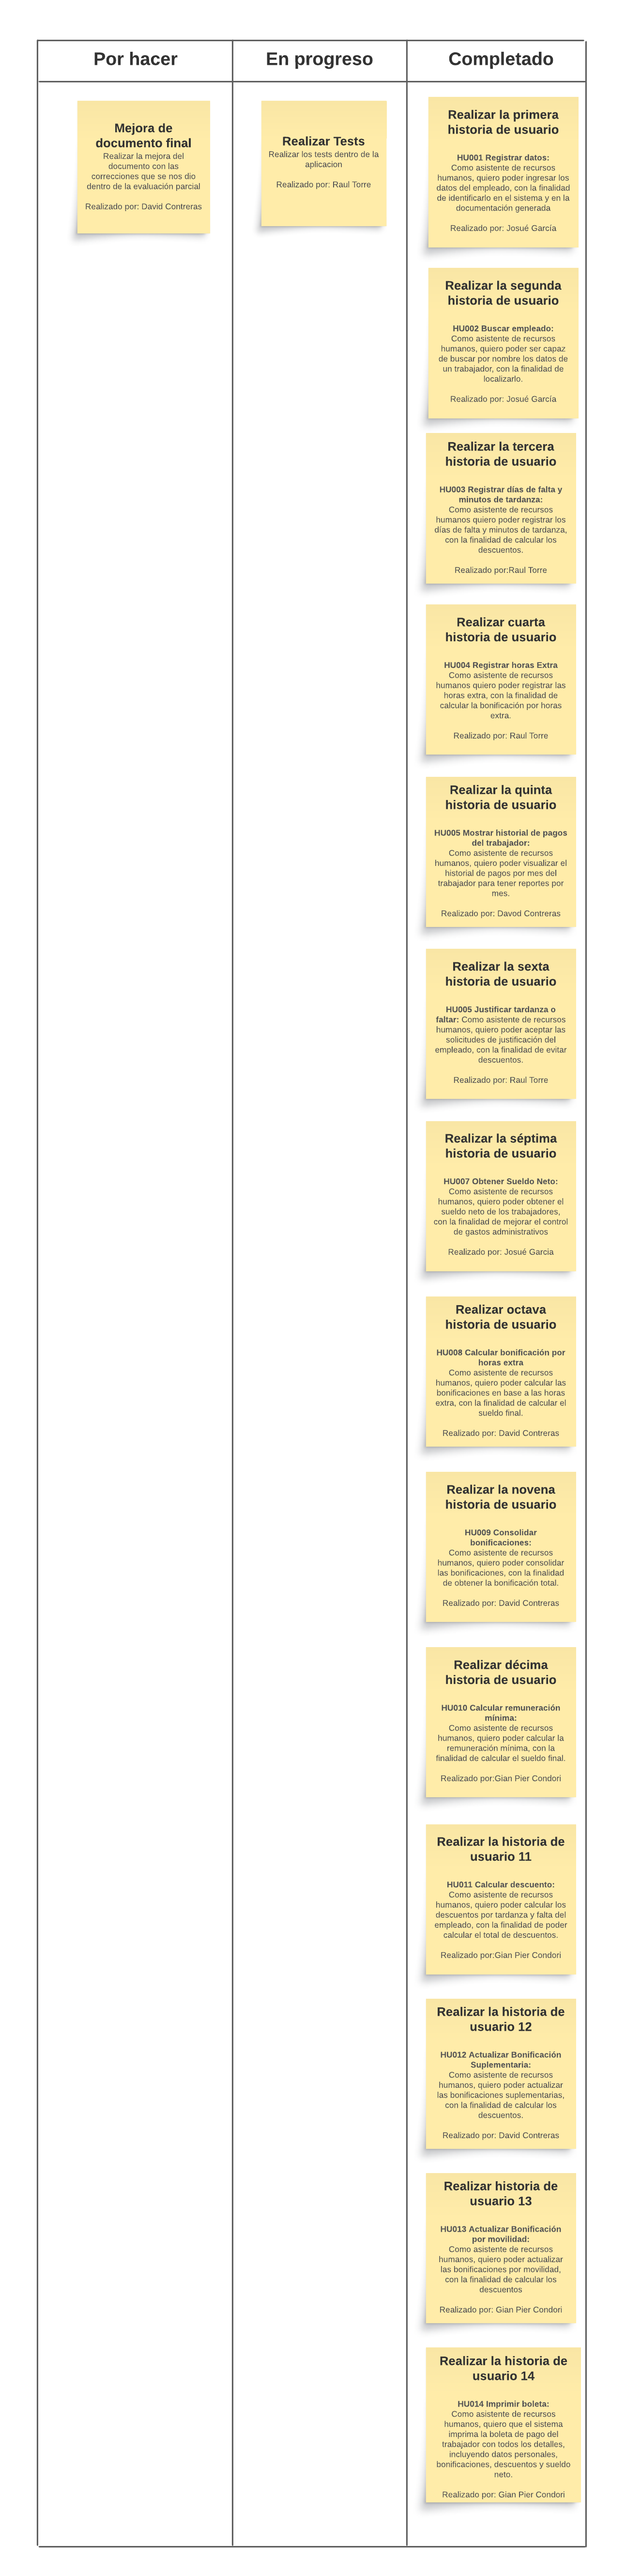 Por hacer
En progreso
Completado
Mejora de
documento final
Realizar la mejora del
documento con las
correcciones que se nos dio
dentro de la evaluación parcial
Realizado por: David Contreras
Realizar Tests
Realizar los tests dentro de la
aplicacion
Realizado por: Raul Torre
Realizar la primera
historia de usuario
HU001 Registrar datos:
Como asistente de recursos
humanos, quiero poder ingresar los
datos del empleado, con la finalidad
de identificarlo en el sistema y en la
documentación generada
Realizado por: Josué García
Realizar la segunda
historia de usuario
HU002 Buscar empleado:
Como asistente de recursos
humanos, quiero poder ser capaz
de buscar por nombre los datos de
un trabajador, con la finalidad de
localizarlo.
Realizado por: Josué García
Realizar la tercera
historia de usuario
HU003 Registrar días de falta y
minutos de tardanza:
Como asistente de recursos
humanos quiero poder registrar los
días de falta y minutos de tardanza,
con la finalidad de calcular los
descuentos.
Realizado por:Raul Torre
Realizar cuarta
historia de usuario
HU004 Registrar horas Extra
Como asistente de recursos
humanos quiero poder registrar las
horas extra, con la finalidad de
calcular la bonificación por horas
extra.
Realizado por: Raul Torre
Realizar la quinta
historia de usuario
HU005 Mostrar historial de pagos
del trabajador:
Como asistente de recursos
humanos, quiero poder visualizar el
historial de pagos por mes del
trabajador para tener reportes por
mes.
Realizado por: Davod Contreras
Realizar la sexta
historia de usuario
HU005 Justificar tardanza o
faltar: Como asistente de recursos
humanos, quiero poder aceptar las
solicitudes de justificación del
empleado, con la finalidad de evitar
descuentos.
Realizado por: Raul Torre
Realizar la séptima
historia de usuario
HU007 Obtener Sueldo Neto:
Como asistente de recursos
humanos, quiero poder obtener el
sueldo neto de los trabajadores,
con la finalidad de mejorar el control
de gastos administrativos
Realizado por: Josué Garcia
Realizar octava
historia de usuario
HU008 Calcular bonificación por
horas extra
Como asistente de recursos
humanos, quiero poder calcular las
bonificaciones en base a las horas
extra, con la finalidad de calcular el
sueldo final.
Realizado por: David Contreras
Realizar la novena
historia de usuario
HU009 Consolidar
bonificaciones:
Como asistente de recursos
humanos, quiero poder consolidar
las bonificaciones, con la finalidad
de obtener la bonificación total.
Realizado por: David Contreras
Realizar décima
historia de usuario
HU010 Calcular remuneración
mínima:
Como asistente de recursos
humanos, quiero poder calcular la
remuneración mínima, con la
finalidad de calcular el sueldo final.
Realizado por:Gian Pier Condori
Realizar la historia de
usuario 11
HU011 Calcular descuento:
Como asistente de recursos
humanos, quiero poder calcular los
descuentos por tardanza y falta del
empleado, con la finalidad de poder
calcular el total de descuentos.
Realizado por:Gian Pier Condori
Realizar la historia de
usuario 12
HU012 Actualizar Bonificación
Suplementaria:
Como asistente de recursos
humanos, quiero poder actualizar
las bonificaciones suplementarias,
con la finalidad de calcular los
descuentos.
Realizado por: David Contreras
Realizar historia de
usuario 13
HU013 Actualizar Bonificación
por movilidad:
Como asistente de recursos
humanos, quiero poder actualizar
las bonificaciones por movilidad,
con la finalidad de calcular los
descuentos
Realizado por: Gian Pier Condori
Realizar la historia de
usuario 14
HU014 Imprimir boleta:
Como asistente de recursos
humanos, quiero que el sistema
imprima la boleta de pago del
trabajador con todos los detalles,
incluyendo datos personales,
bonificaciones, descuentos y sueldo
neto.
Realizado por: Gian Pier Condori